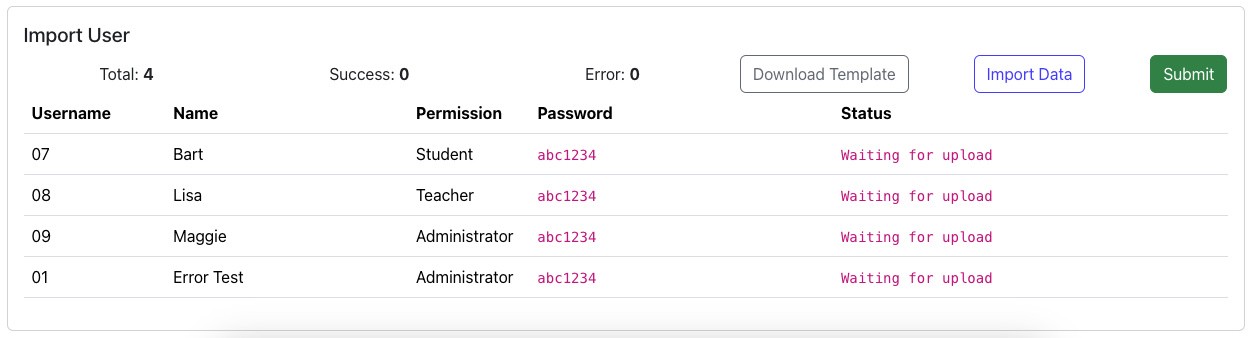 Import User
Total: 4 Success: 0 Error: 0 Download Template Import Data Submit
Username Name Permission Password Status
07 Bart Student abc1234 Waiting for upload
08 Lisa Teacher abc1234 Waiting for upload
09 Maggie Administrator abc1234 Waiting for upload
01 Error Test Administrator abc1234 Waiting for upload